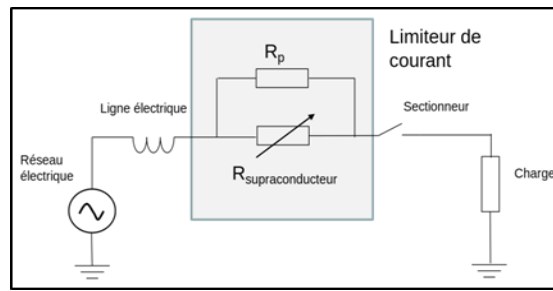 Limiteur de
courant
R_p
Ligne électrique
Sectionneur
Réseau
électrique
R_supraconducteur
Charge